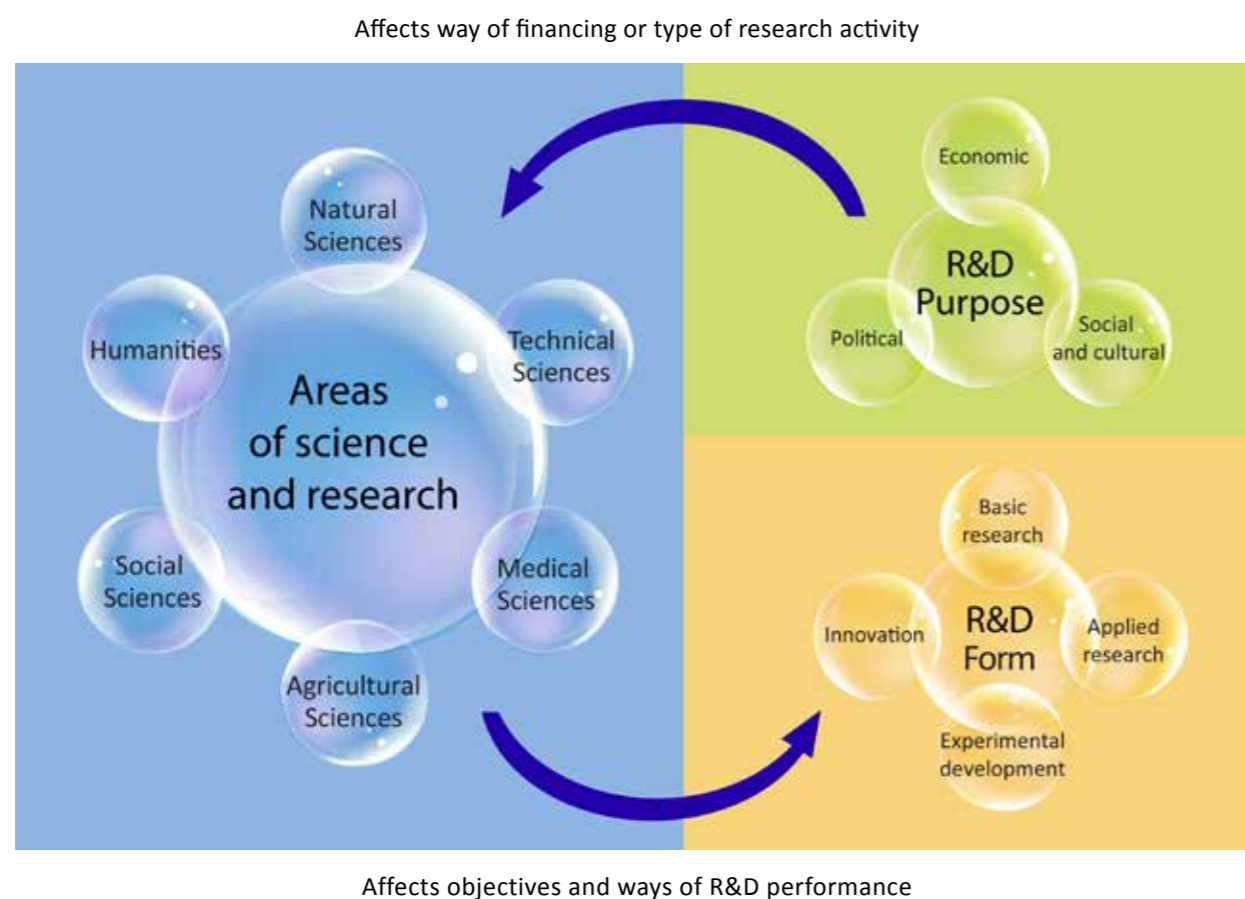 Affects way of financing or type of research activity
Natural
Sciences
Humanities
Technical
Sciences
Areas
of science
and research
Social
Sciences
Medical
Sciences
Agricultural
Sciences
Economic
R&D
Purpose
Political
Social
and cultural
Basic
research
Innovation
R&D
Form
Applied
research
Experimental
development
Affects objectives and ways of R&D performance